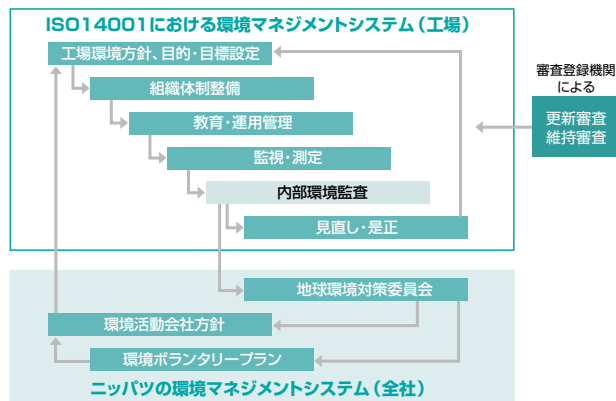 ISO14001における環境マネジメントシステム（工場）
工場環境方針、目的・目標設定
組織体制整備
教育・運用管理
監視・測定
内部環境監査
見直し・是正
審査登録機関
による
更新審査
維持審査
地球環境対策委員会
環境活動会社方針
環境ボランタリープラン
ニッパツの環境マネジメントシステム（全社）